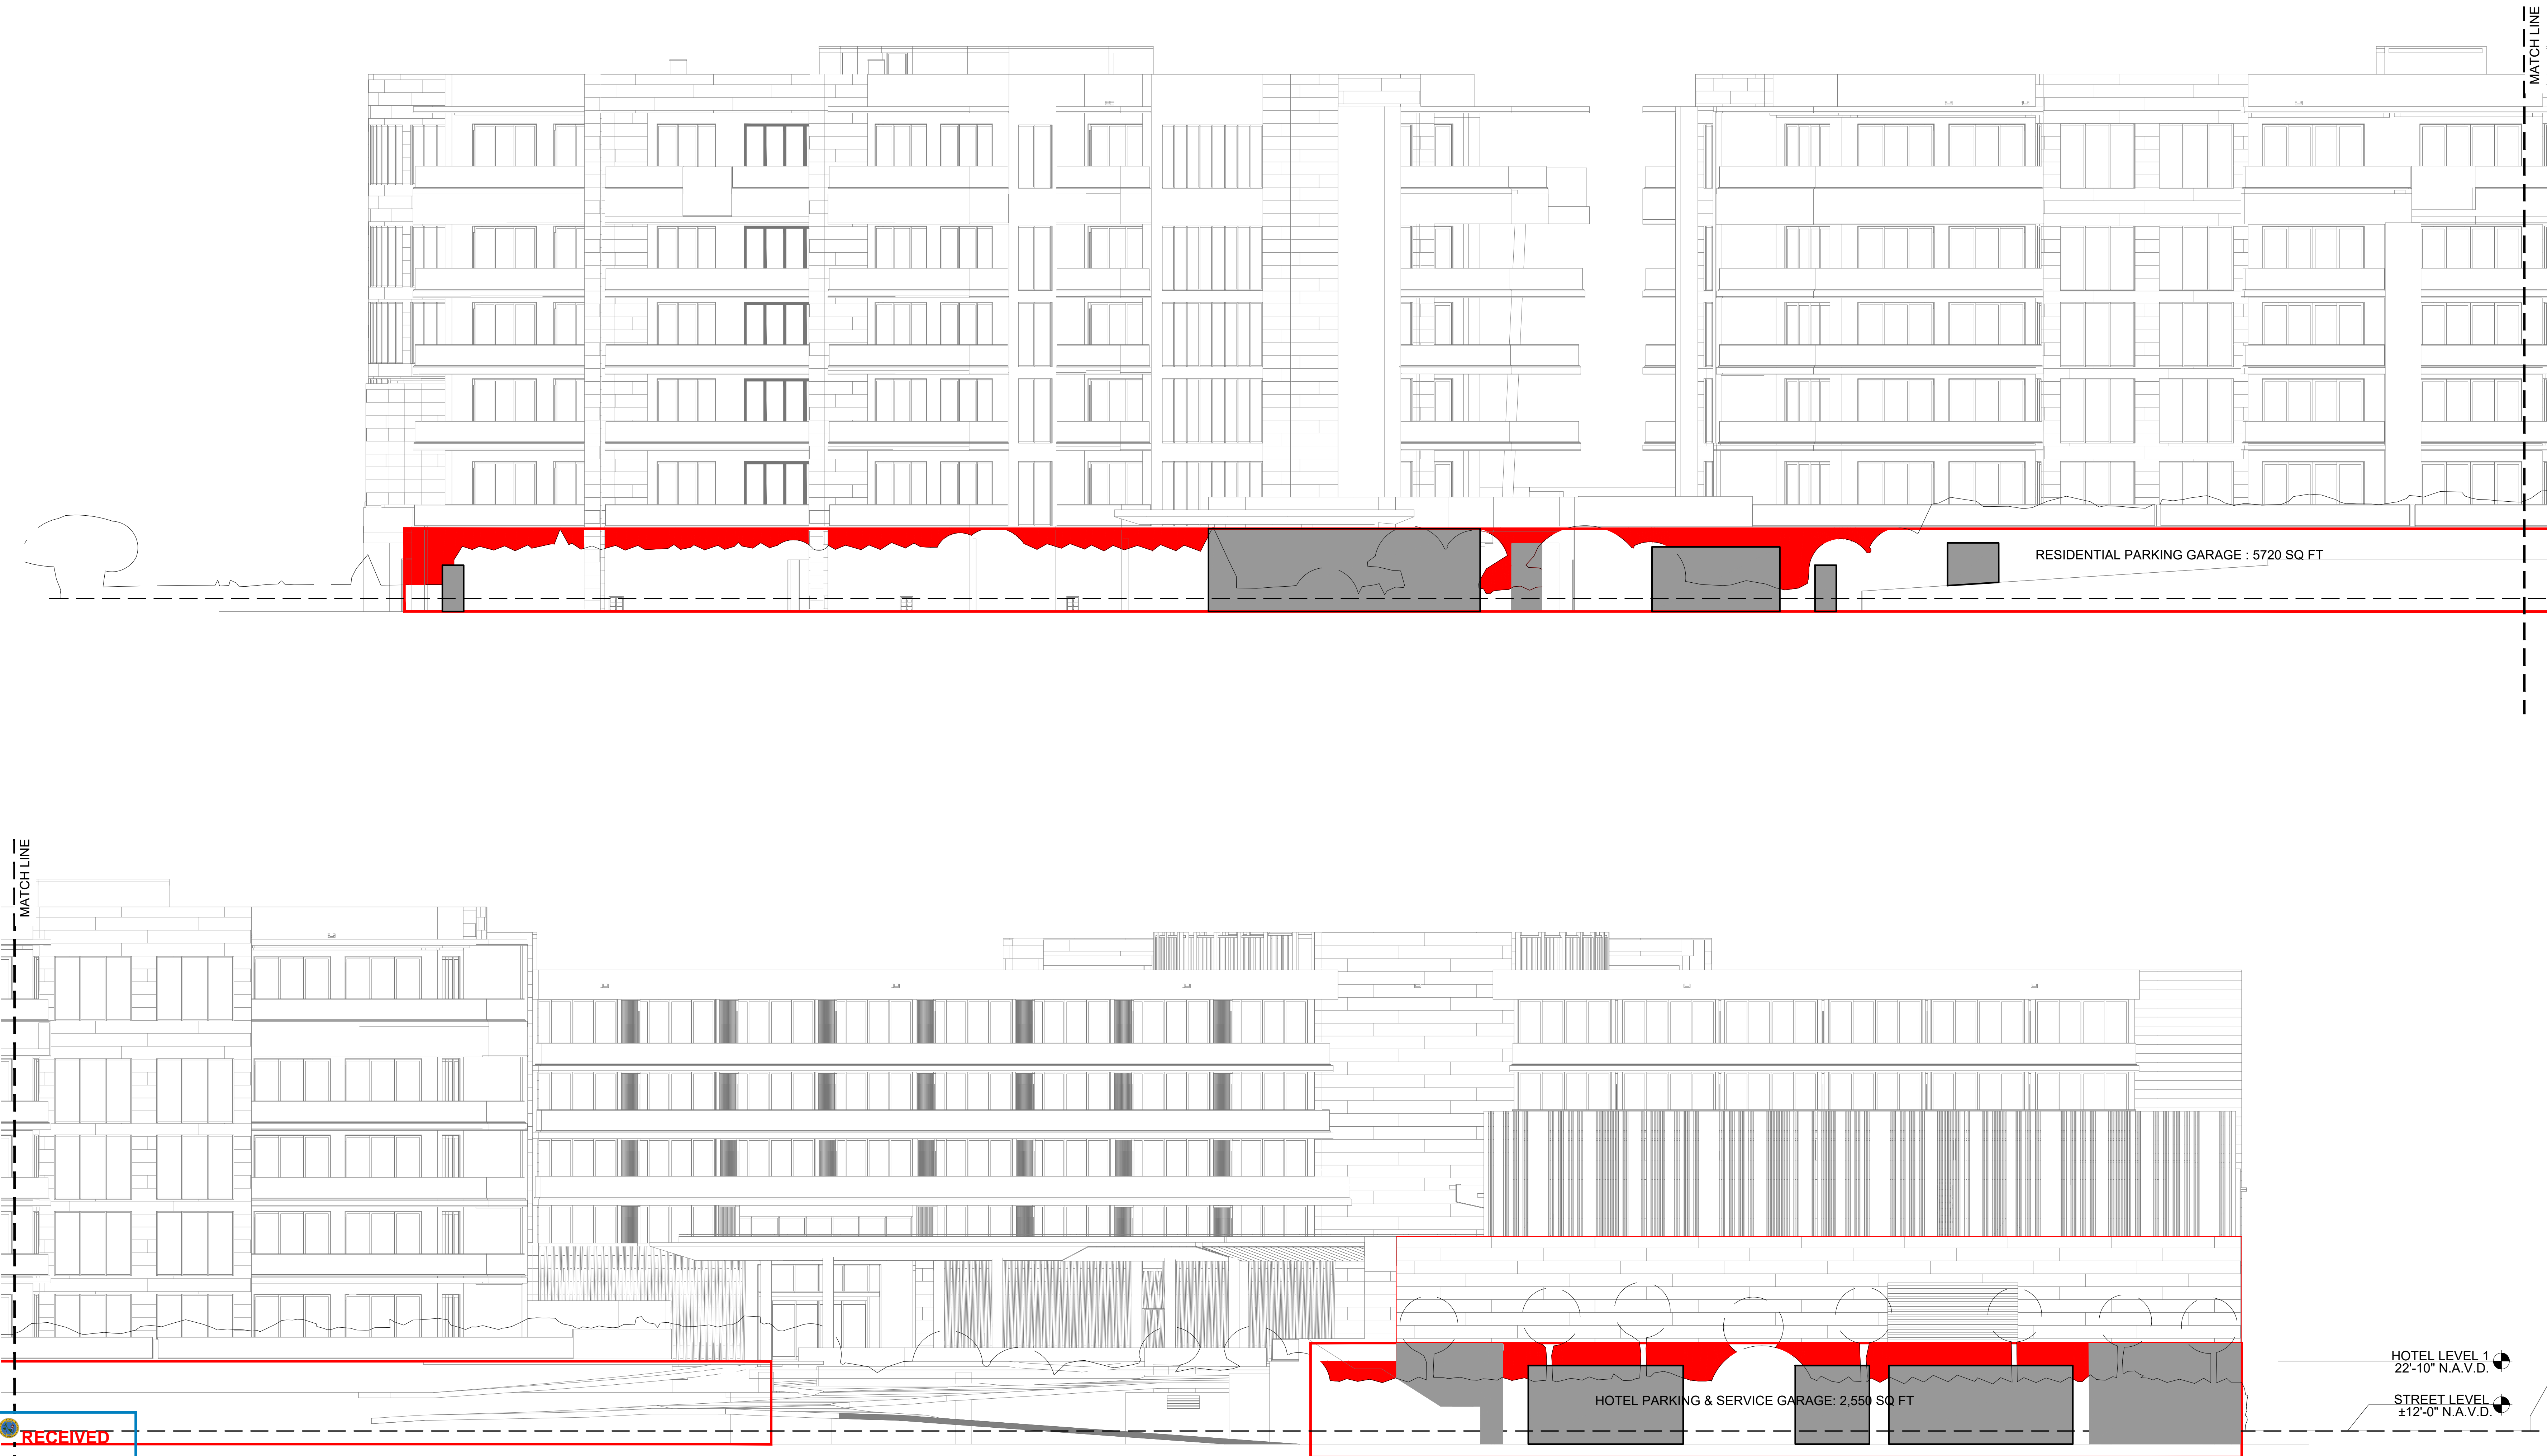 MATCH LINE
RESIDENTIAL PARKING GARAGE : 5720 SQ FT
MATCH LINE
HOTEL LEVEL 1
22'-10" N.A.V.D.
HOTEL PARKING & SERVICE GARAGE: 2,550 SQ FT
STREET LEVEL
±12'-0" N.A.V.D.
RECEIVED